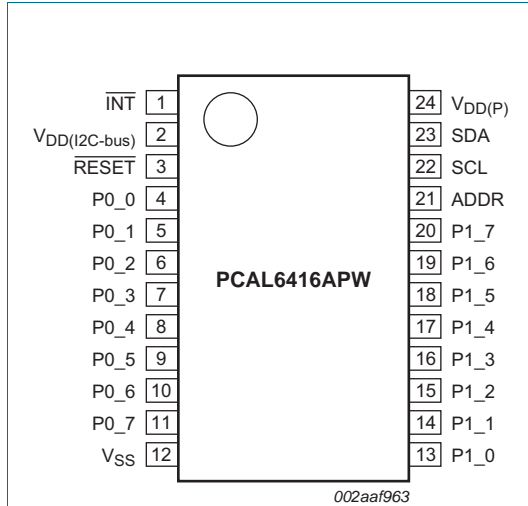 INT 1 24 VDD(P)
VDD(I2C-bus) 2 23 SDA
RESET 3 22 SCL
P0_0 4 21 ADDR
P0_1 5 20 P1_7
P0_2 6 19 P1_6
PCAL6416APW
P0_3 7 18 P1_5
P0_4 8 17 P1_4
P0_5 9 16 P1_3
P0_6 10 15 P1_2
P0_7 11 14 P1_1
VSS 12 13 P1_0
002aaf963